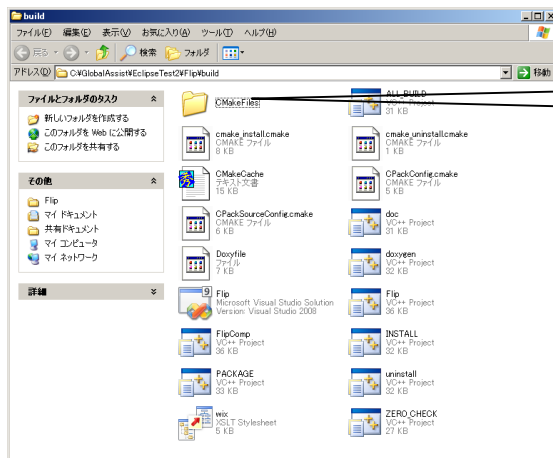 build
ファイル(F) 編集(E) 表示(V) お気に入り(A) ツール(T) ヘルプ(H)
戻る 検索 フォルダ
アドレス(D) C:¥GlobalAssist¥EclipseTest2¥Flip¥build 移動
ファイルとフォルダのタスク
新しいフォルダを作成する
このフォルダを Web に公開する
このフォルダを共有する
その他
Flip
マイ ドキュメント
共有ドキュメント
マイ コンピュータ
マイ ネットワーク
詳細
CMakeFiles
ALL_BUILD
VC++ Project
31 KB
cmake_install.cmake
CMAKE ファイル
8 KB
cmake_uninstall.cmake
CMAKE ファイル
1 KB
CMakeCache
テキスト文書
15 KB
CPackConfig.cmake
CMAKE ファイル
5 KB
CPackSourceConfig.cmake
CMAKE ファイル
6 KB
doc
VC++ Project
31 KB
Doxyfile
ファイル
7 KB
doxygen
VC++ Project
32 KB
Flip
Microsoft Visual Studio Solution
Version: Visual Studio 2008
Flip
VC++ Project
36 KB
FlipComp
VC++ Project
36 KB
INSTALL
VC++ Project
32 KB
PACKAGE
VC++ Project
33 KB
uninstall
VC++ Project
32 KB
wix
XSLT Stylesheet
5 KB
ZERO_CHECK
VC++ Project
27 KB